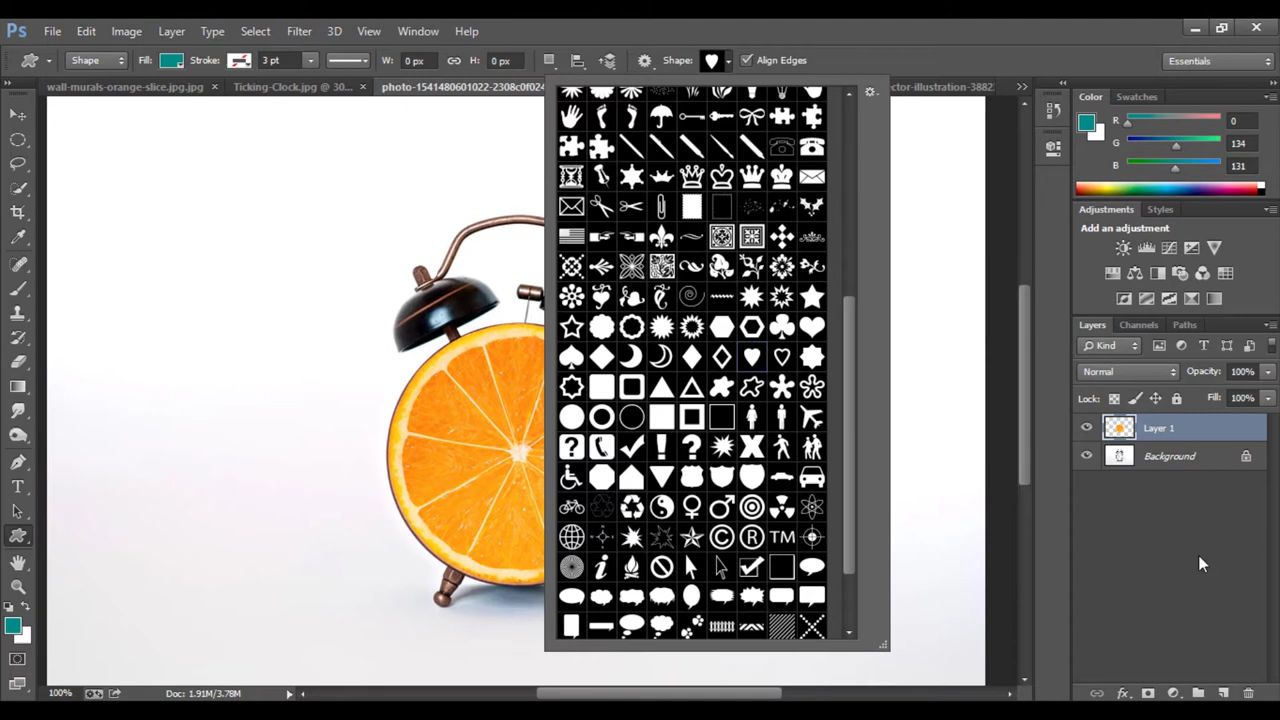 Ps File Edit Image Layer Type Select Filter 3D View Window Help
Shape Fill: Stroke: 3 pt W: 0 px H: 0 px Shape: Align Edges Essentials
wall-murals-orange-slice.jpg.jpg × Ticking-Clock.jpg @ 30... × photo-1541480601022-2308c0f024 ctor-illustration-3882
Color Swatches
R 0
G 134
B 131
Adjustments Styles
Add an adjustment
Layers Channels Paths
Kind
Normal Opacity: 100%
Lock: Fill: 100%
Layer 1
Background
TM
T
100% Doc: 1.91M/3.78M